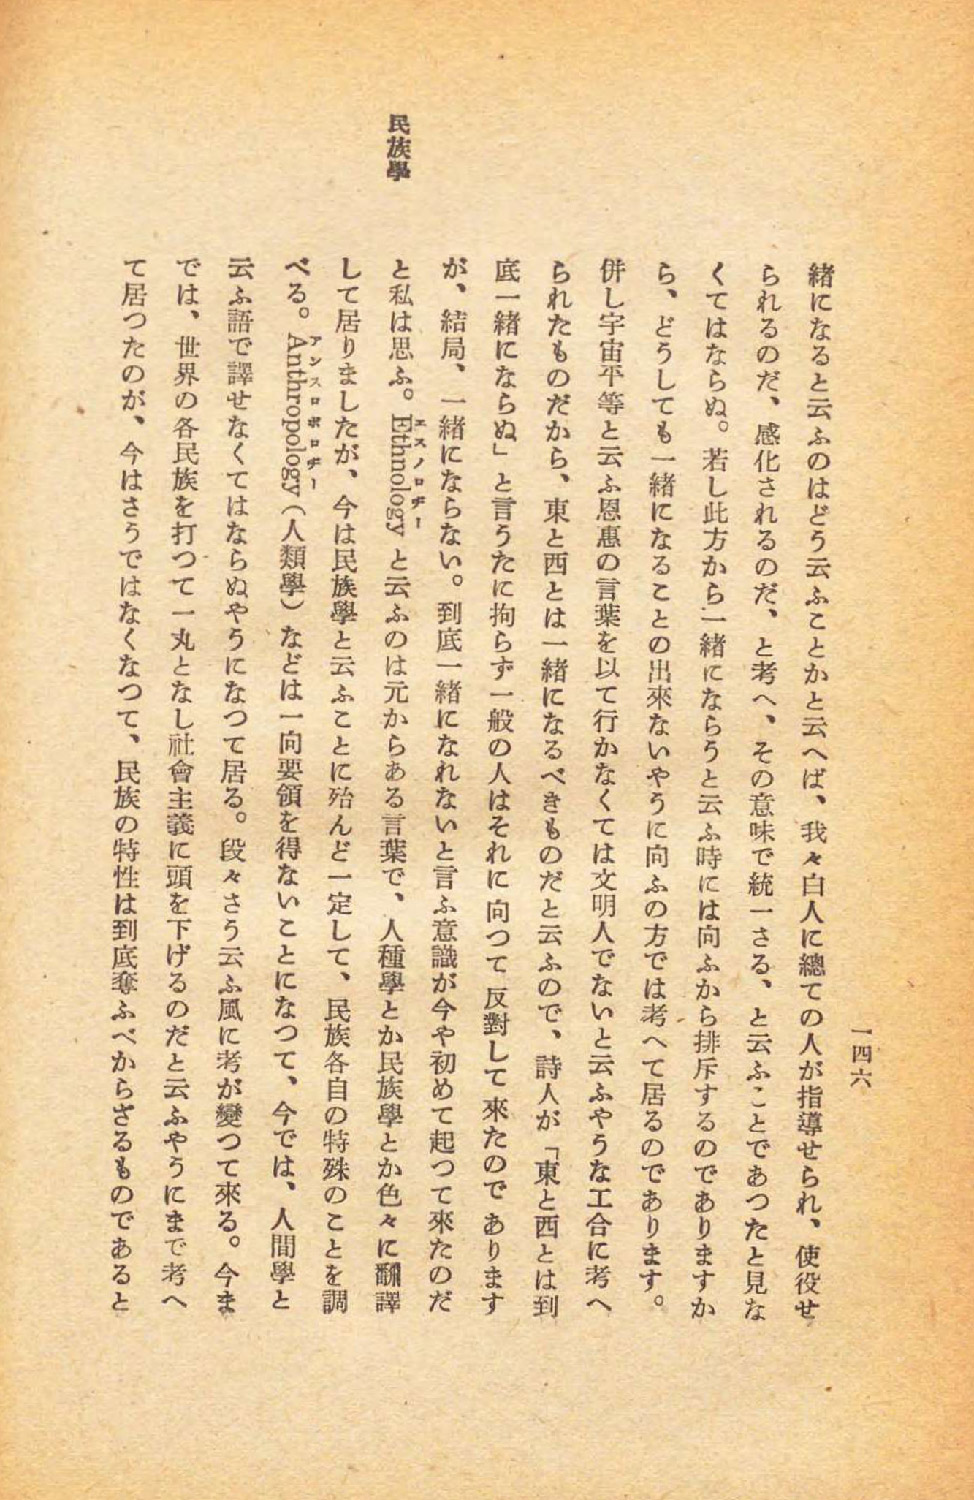 一四六
緒になると云ふのはどう云ふことかと云へば、我々白人に總ての人が指導せられ、使役せ
られるのだ、感化されるのだ、と考へ、その意味で統一さる、と云ふことであつたと見な
くてはならぬ。若し此方から一緒にならうと云ふ時には向ふから排斥するのでありますか
ら、どうしても一緒になることの出來ないやうに向ふの方では考へて居るのであります。
併し宇宙平等と云ふ恩惠の言葉を以て行かなくては文明人でないと云ふやうな工合に考へ
られたものだから、東と西とは一緒になるべきものだと云ふので、詩人が「東と西とは到
底一緒にならぬ」と言うたに拘らず一般の人はそれに向つて反對して來たのであります
が、結局、一緒にならない。到底一緒になれないと言ふ意識が今や初めて起つて來たのだ
民族學
と私は思ふ。Ethnologyエスノロヂーと云ふのは元からある言葉で、人種學とか民族學とか色々に飜譯
して居りましたが、今は民族學と云ふことに殆んど一定して、民族各自の特殊のことを調
べる。Anthropologyアンスロポロヂー(人類學)などは一向要領を得ないことになつて、今では、人間學と
云ふ語で譯せなくてはならぬやうになつて居る。段々さう云ふ風に考が變つて來る。今ま
では、世界の各民族を打つて一丸となし社會主義に頭を下げるのだと云ふやうにまで考へ
て居つたのが、今はさうではなくなつて、民族の特性は到底奪ふべからざるものであると